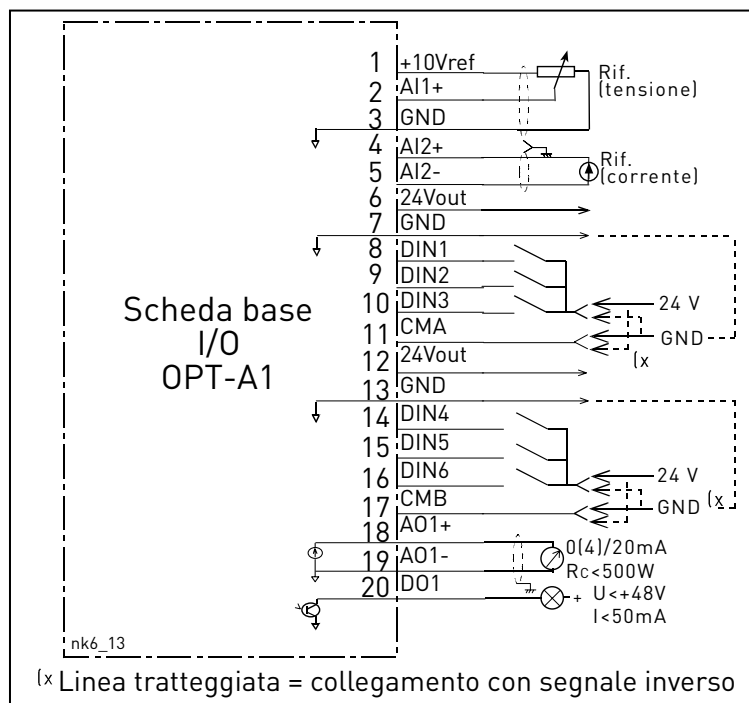 1 +10Vref
2 AI1+
3 GND
4 AI2+
5 AI2-
6 24Vout
7 GND
8 DIN1
9 DIN2
10 DIN3
11 CMA
12 24Vout
13 GND
14 DIN4
15 DIN5
16 DIN6
17 CMB
18 AO1+
19 AO1-
20 DO1
Rif.
(tensione)
Rif.
(corrente)
24 V
GND
(x
24 V
GND (x
0(4)/20mA
RC<500W
+ U<+48V
I<50mA
Scheda base
I/O
OPT-A1
nk6_13
(x Linea tratteggiata = collegamento con segnale inverso